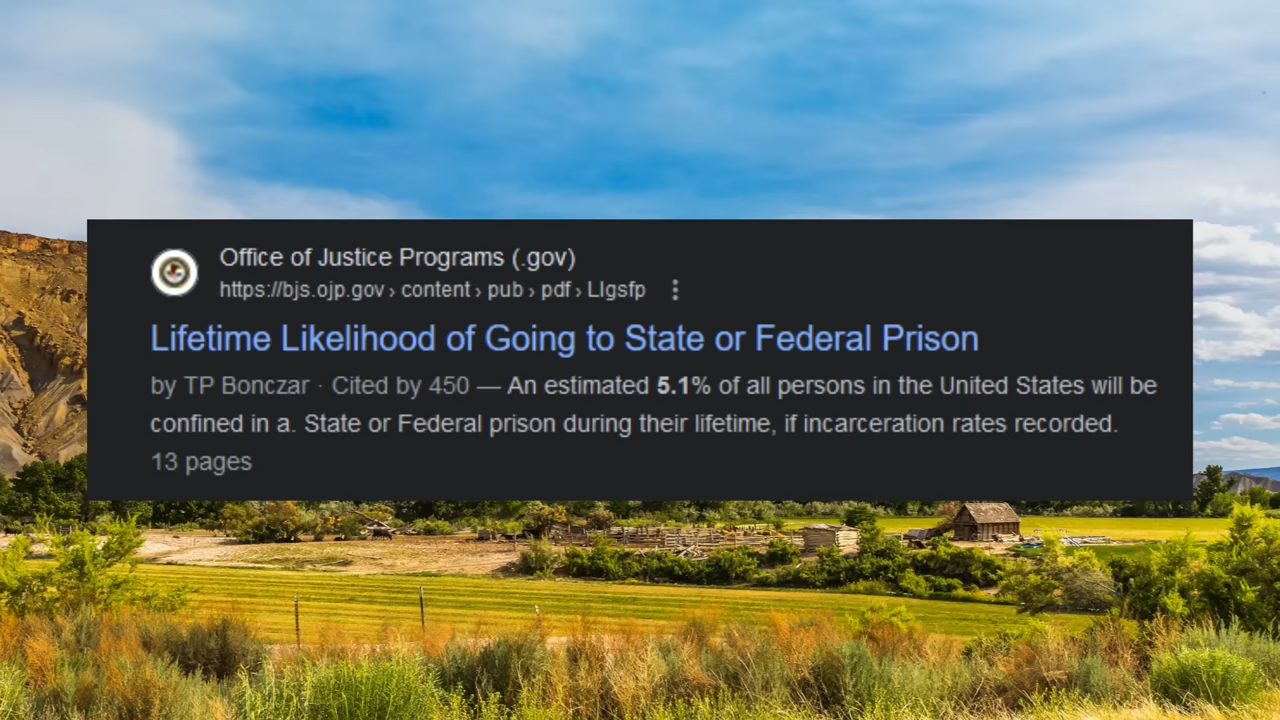 Office of Justice Programs (.gov)
https://bjs.ojp.gov › content › pub › pdf › Llgsfp
Lifetime Likelihood of Going to State or Federal Prison
by TP Bonczar · Cited by 450 — An estimated 5.1% of all persons in the United States will be
confined in a. State or Federal prison during their lifetime, if incarceration rates recorded.
13 pages